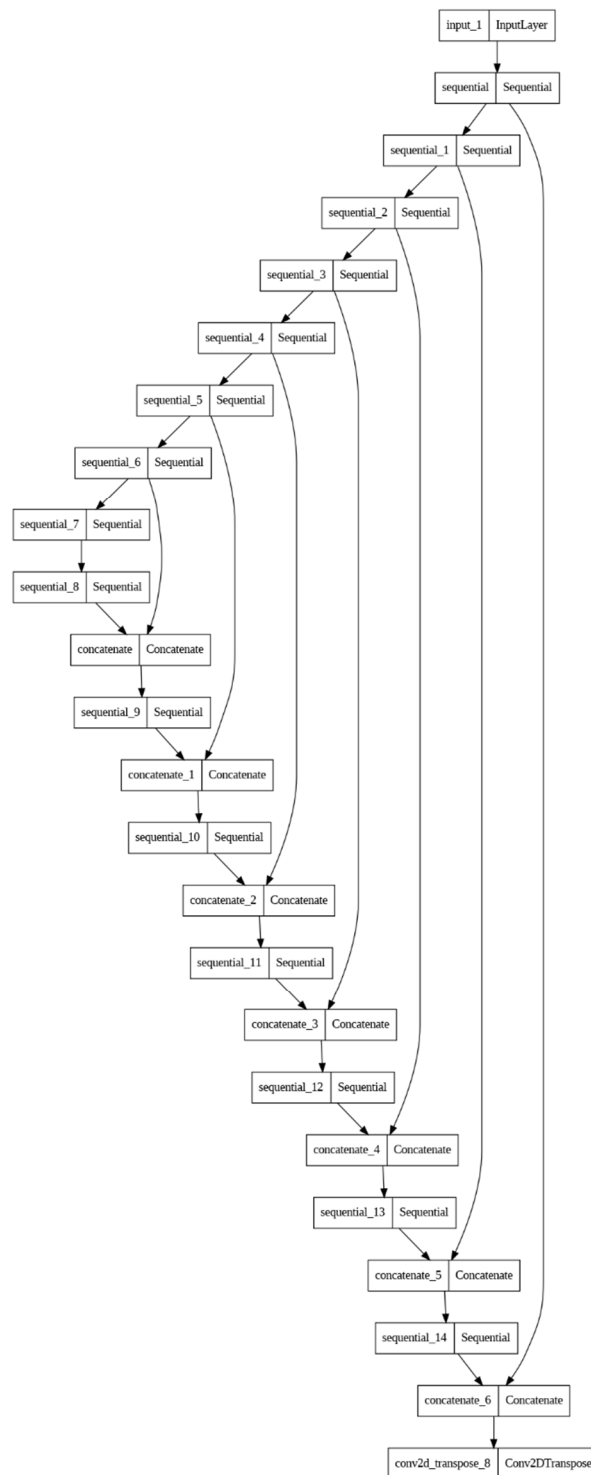 input_1 InputLayer
sequential Sequential
sequential_1 Sequential
sequential_2 Sequential
sequential_3 Sequential
sequential_4 Sequential
sequential_5 Sequential
sequential_6 Sequential
sequential_7 Sequential
sequential_8 Sequential
concatenate Concatenate
sequential_9 Sequential
concatenate_1 Concatenate
sequential_10 Sequential
concatenate_2 Concatenate
sequential_11 Sequential
concatenate_3 Concatenate
sequential_12 Sequential
concatenate_4 Concatenate
sequential_13 Sequential
concatenate_5 Concatenate
sequential_14 Sequential
concatenate_6 Concatenate
conv2d_transpose_8 Conv2DTranspose